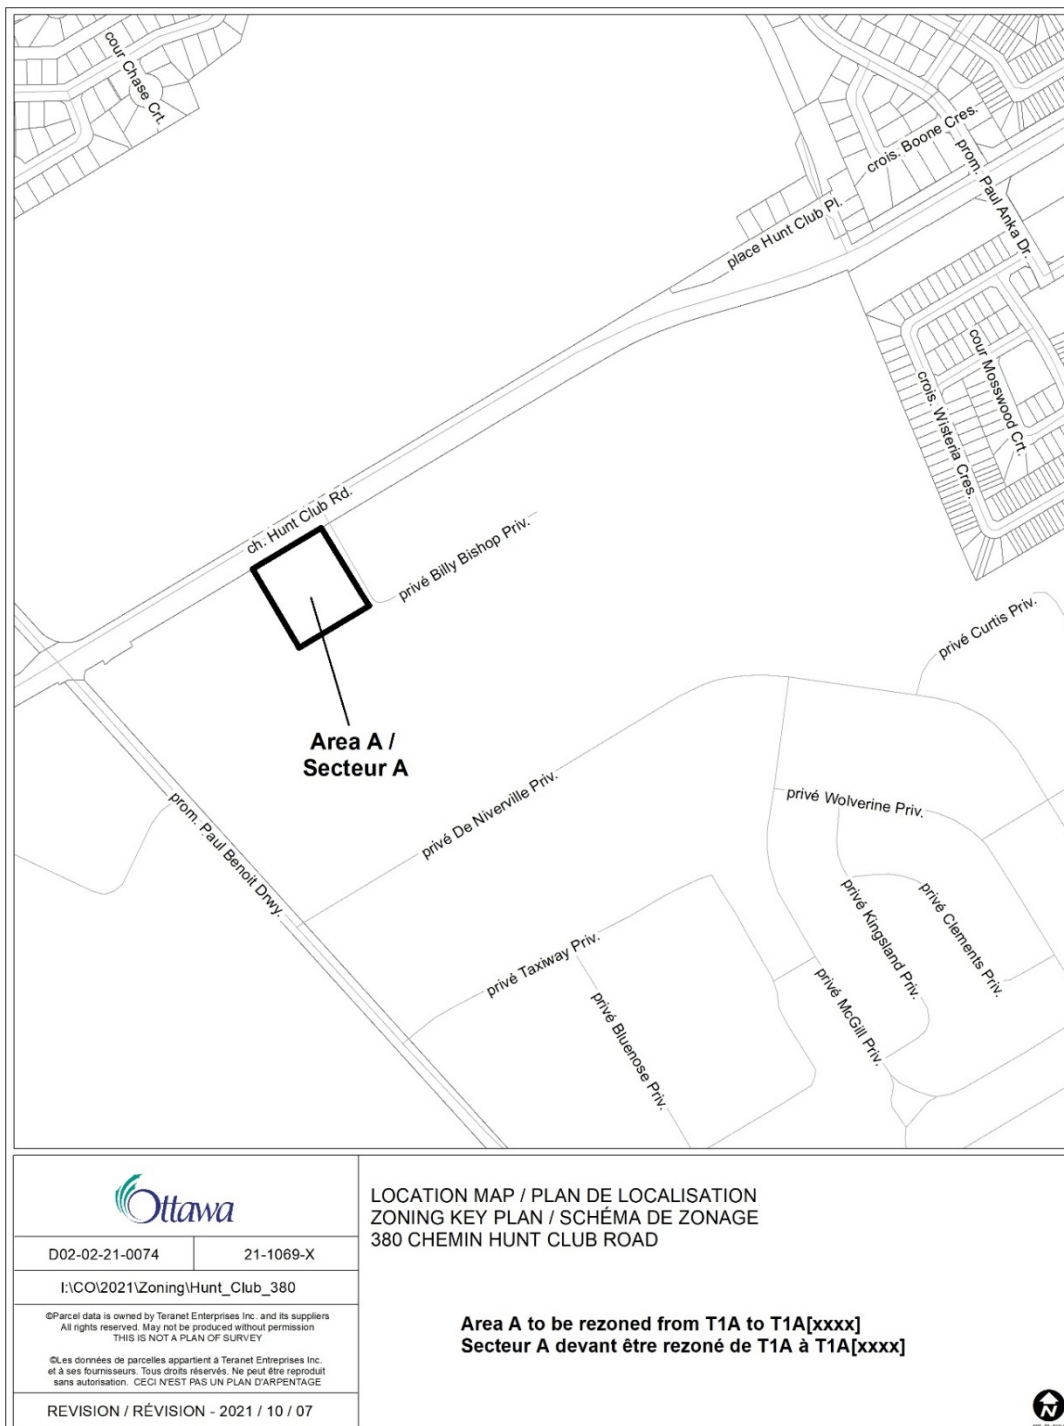 cour Chase Crt.
crois. Boone Cres.
prom. Paul Anka Dr.
place Hunt Club Pl.
cour Mosswood Crt.
crois. Wisteria Cres.
ch. Hunt Club Rd.
privé Billy Bishop Priv.
privé Curtis Priv.
Area A /
Secteur A
privé De Niverville Priv.
privé Wolverine Priv.
prom. Paul Benoit Drwy.
privé Kingsland Priv.
privé Clements Priv.
privé Taxiway Priv.
privé Bluenose Priv.
privé McGill Priv.
Ottawa
D02-02-21-0074
21-1069-X
I:\CO\2021\Zoning\Hunt_Club_380
©Parcel data is owned by Teranet Enterprises Inc. and its suppliers
All rights reserved. May not be produced without permission
THIS IS NOT A PLAN OF SURVEY
©Les données de parcelles appartient à Teranet Entreprises Inc.
et à ses fournisseurs. Tous droits réservés. Ne peut être reproduit
sans autorisation. CECI N'EST PAS UN PLAN D'ARPENTAGE
REVISION / RÉVISION - 2021 / 10 / 07
LOCATION MAP / PLAN DE LOCALISATION
ZONING KEY PLAN / SCHÉMA DE ZONAGE
380 CHEMIN HUNT CLUB ROAD
Area A to be rezoned from T1A to T1A[xxxx]
Secteur A devant être rezoné de T1A à T1A[xxxx]
N